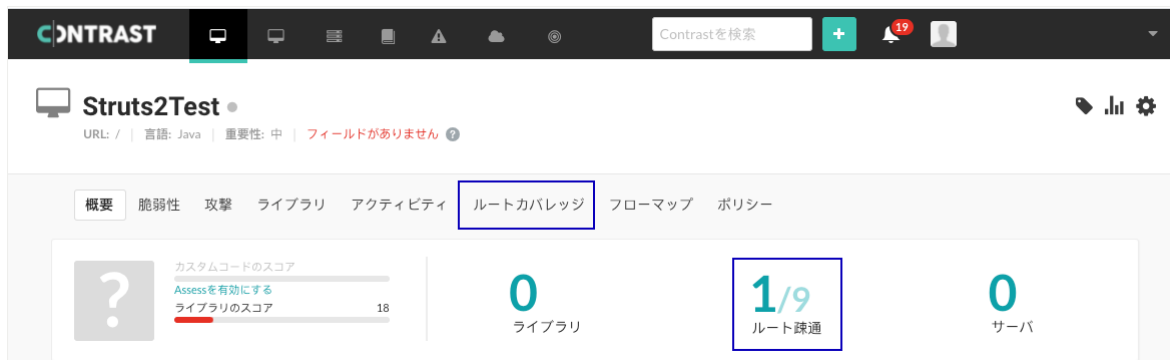 CONTRAST Contrastを検索 + 19
Struts2Test
URL: / | 言語: Java | 重要性: 中 | フィールドがありません ?
概要 脆弱性 攻撃 ライブラリ アクティビティ ルートカバレッジ フローマップ ポリシー
?
カスタムコードのスコア
Assessを有効にする
ライブラリのスコア 18
0
ライブラリ
1/9
ルート疎通
0
サーバ